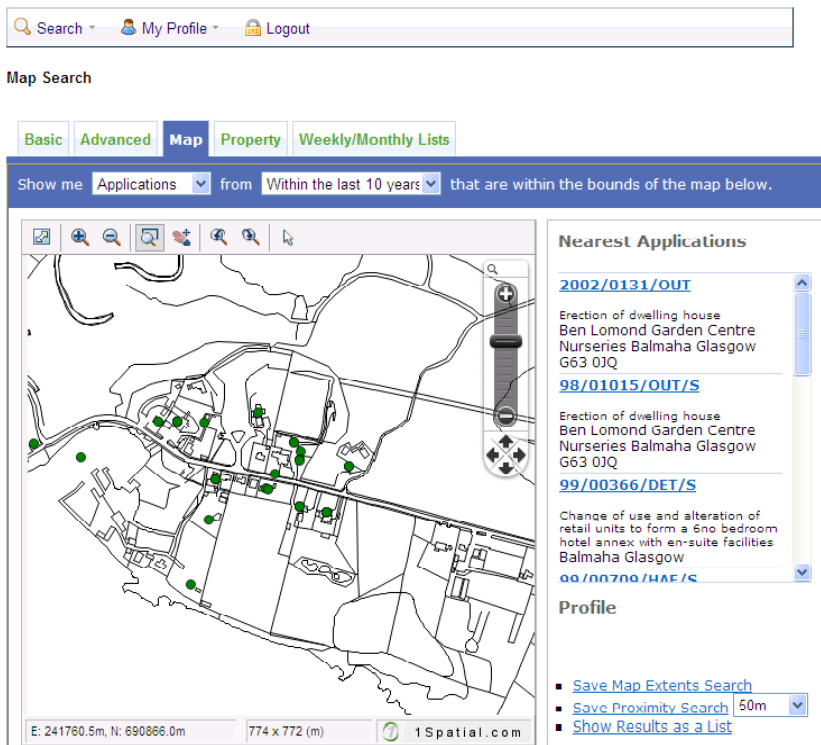 Search My Profile Logout
Map Search
Basic Advanced Map Property Weekly/Monthly Lists
Show me Applications from Within the last 10 years that are within the bounds of the map below.
Nearest Applications
2002/0131/OUT
Erection of dwelling house
Ben Lomond Garden Centre
Nurseries Balmaha Glasgow
G63 0JQ
98/01015/OUT/S
Erection of dwelling house
Ben Lomond Garden Centre
Nurseries Balmaha Glasgow
G63 0JQ
99/00366/DET/S
Change of use and alteration of
retail units to form a 6no bedroom
hotel annex with en-suite facilities
Balmaha Glasgow
99/00709/HAE/S
Profile
Save Map Extents Search
Save Proximity Search 50m
Show Results as a List
E: 241760.5m, N: 690866.0m 774 x 772 (m) 1Spatial.com